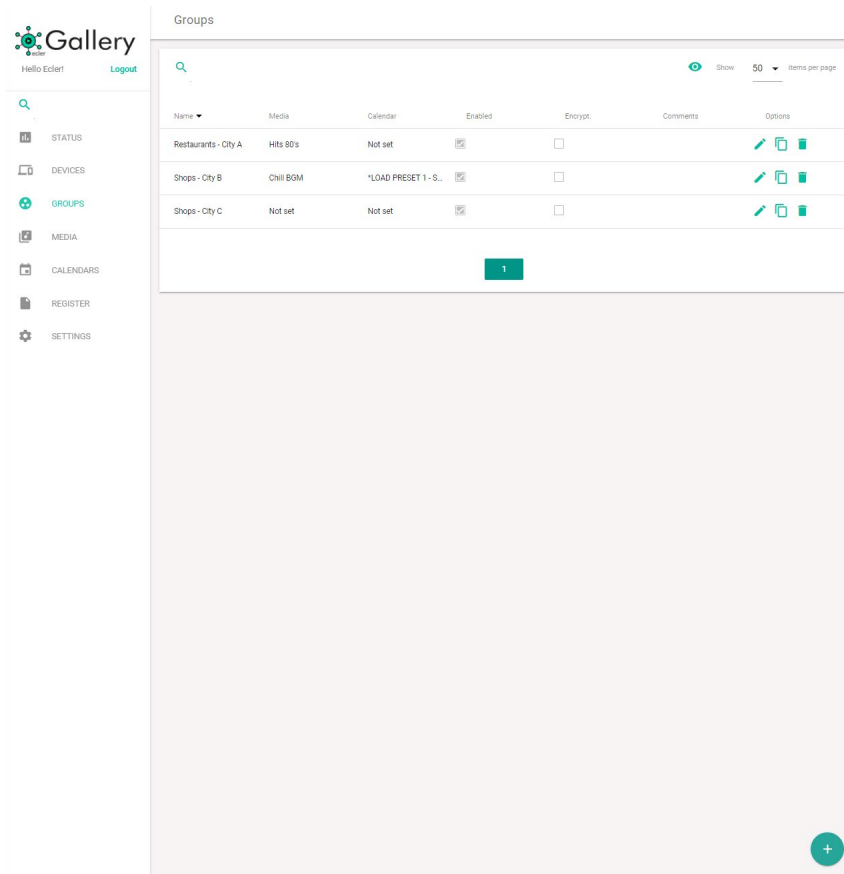 Groups
Gallery
ecler
Hello Ecler! Logout
STATUS
DEVICES
GROUPS
MEDIA
CALENDARS
REGISTER
SETTINGS
Show 50 items per page
Name Media Calendar Enabled Encrypt. Comments Options
Restaurants - City A Hits 80's Not set
Shops - City B Chill BGM *LOAD PRESET 1 - S...
Shops - City C Not set Not set
1
+